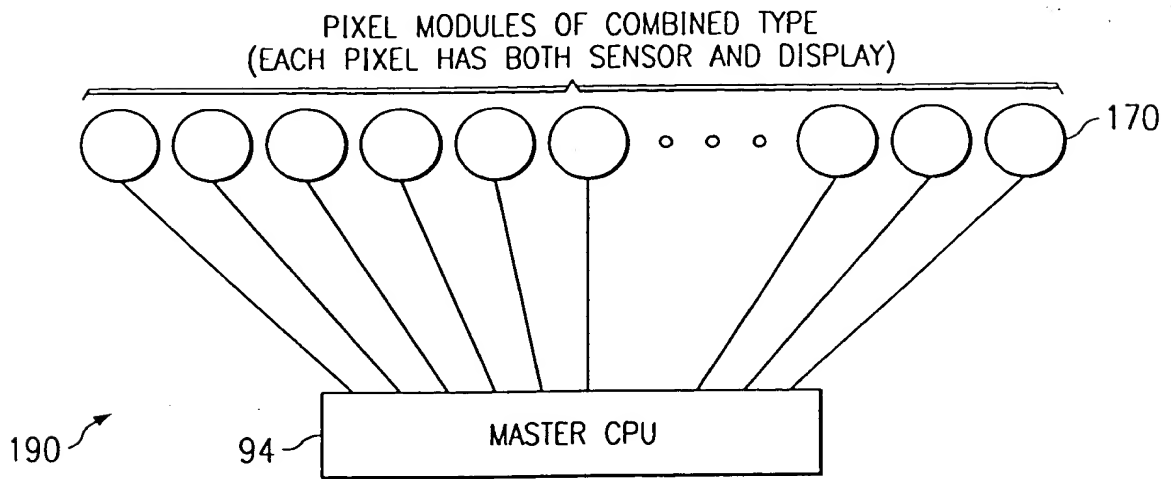 PIXEL MODULES OF COMBINED TYPE
(EACH PIXEL HAS BOTH SENSOR AND DISPLAY)
170
190
94
MASTER CPU